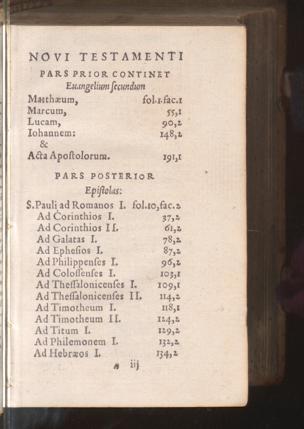 NOVI TESTAMENTI
PARS PRIOR CONTINET
Euangelium ſecundum
Matthæum, fol.1.fac.1
Marcum, 55,1
Lucam, 90,2
Iohannem: 148,2
&
Acta Apoſtolorum. 191,1
PARS POSTERIOR
Epiſtolas:
S. Pauli ad Romanos I. fol.10,fac.2
Ad Corinthios I. 37,2
Ad Corinthios II. 61,2
Ad Galatas I. 78,2
Ad Epheſios I. 87,2
Ad Philippenſes I. 96,2
Ad Coloſſenſes I. 103,1
Ad Theſſalonicenſes I. 109,1
Ad Theſſalonicenſes II. 114,2
Ad Timotheum I. 118,1
Ad Timotheum II. 124,2
Ad Titum I. 129,2
Ad Philemonem I. 132,2
Ad Hebræos I. 134,2
iij